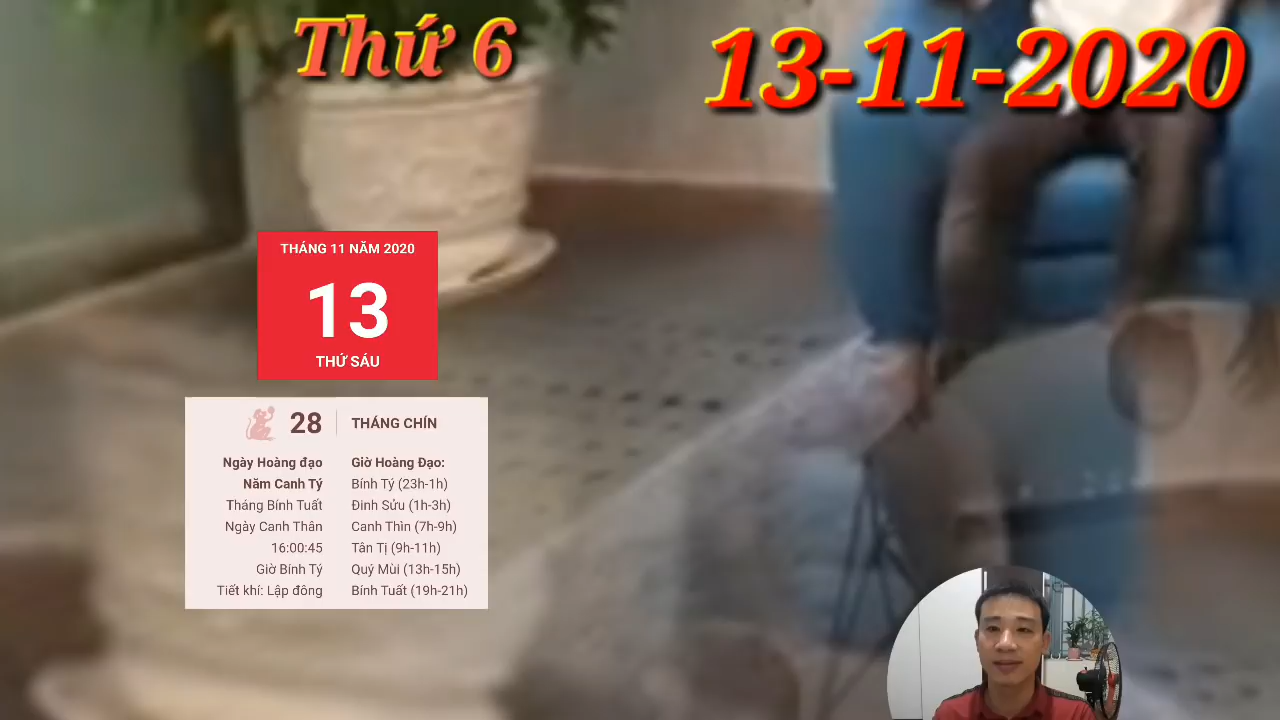 Thứ 6
13-11-2020
THÁNG 11 NĂM 2020
13
THỨ SÁU
28
THÁNG CHÍN
Ngày Hoàng đạo
Năm Canh Tý
Tháng Bính Tuất
Ngày Canh Thân
16:00:45
Giờ Bính Tý
Tiết khí: Lập đông
Giờ Hoàng Đạo:
Bính Tý (23h-1h)
Đinh Sửu (1h-3h)
Canh Thìn (7h-9h)
Tân Tị (9h-11h)
Quý Mùi (13h-15h)
Bính Tuất (19h-21h)